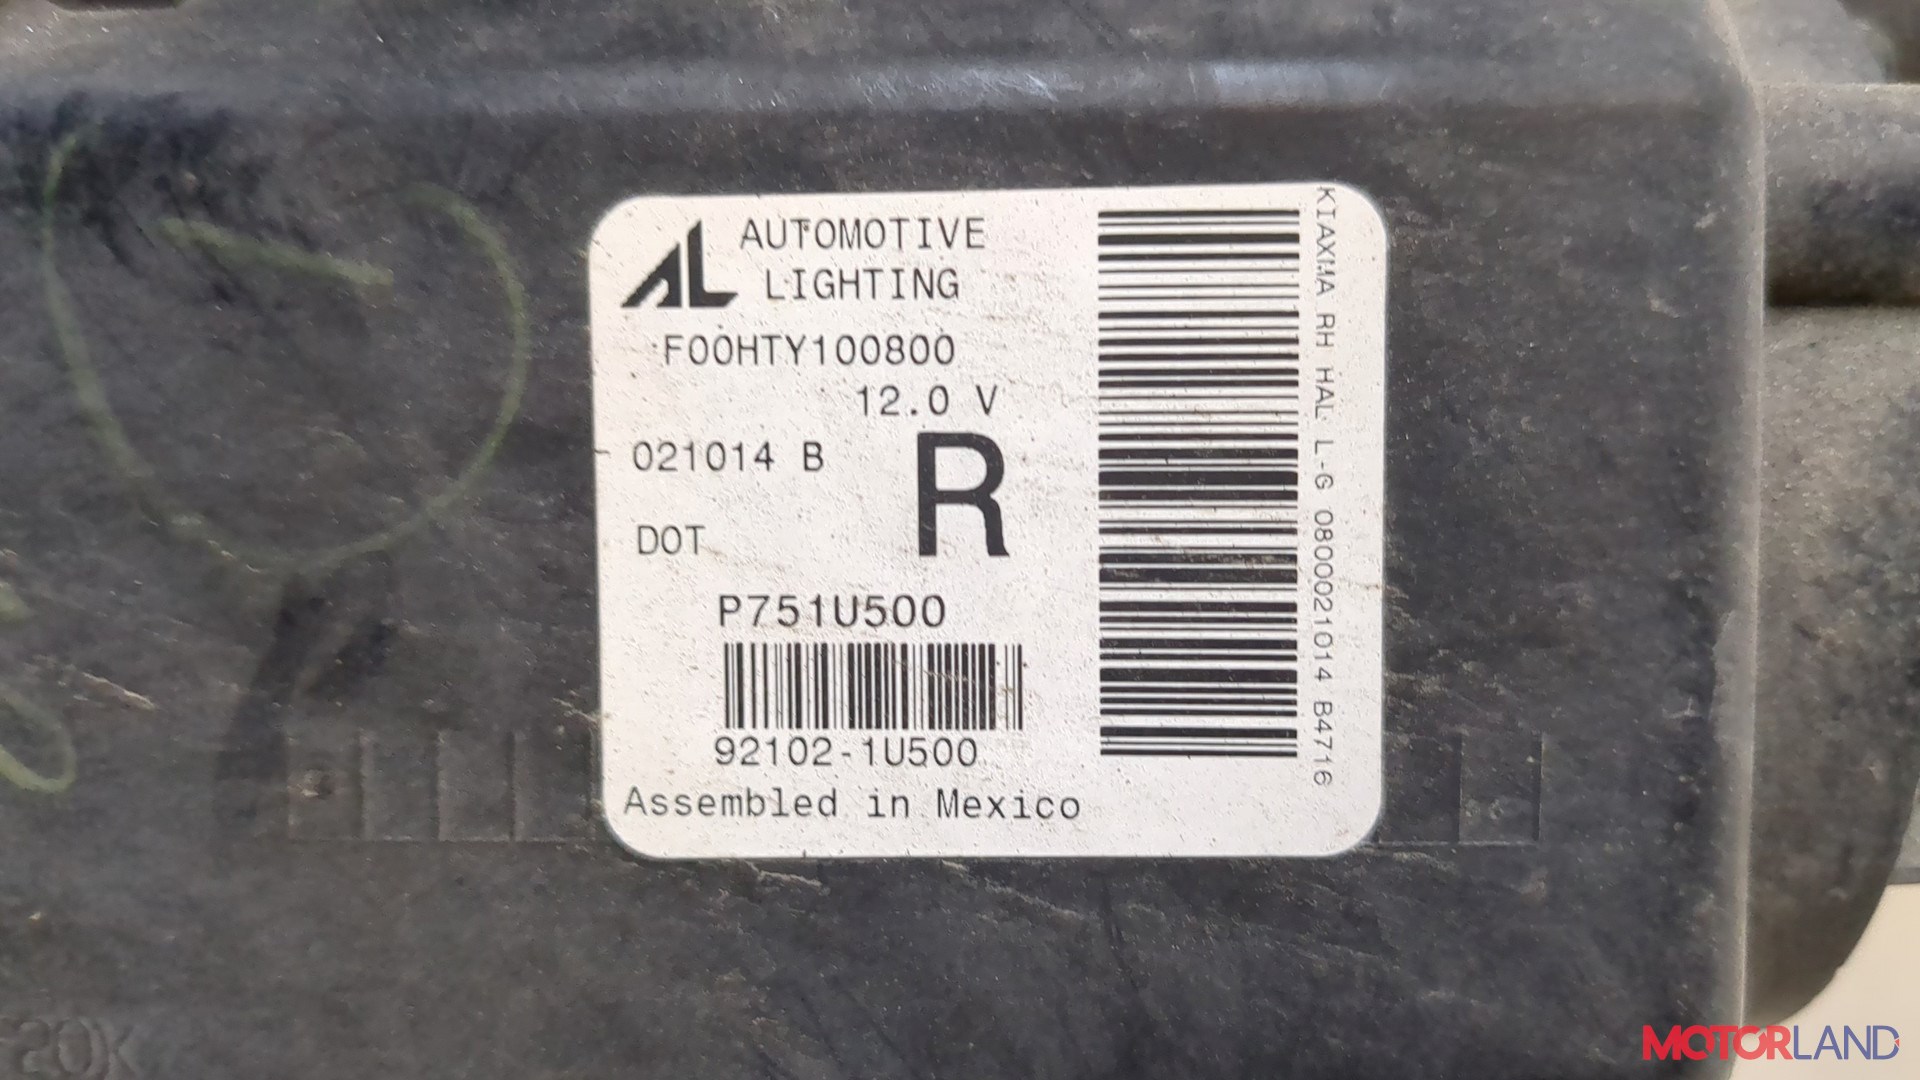 AUTOMOTIVE
LIGHTING
F00HTY100800
12.0 V
021014 B
R
DOT
P751U500
92102-1U500
Assembled in Mexico
KIAXMA RH HAL L-G 0800021014 B4716
20K
MOTORLAND